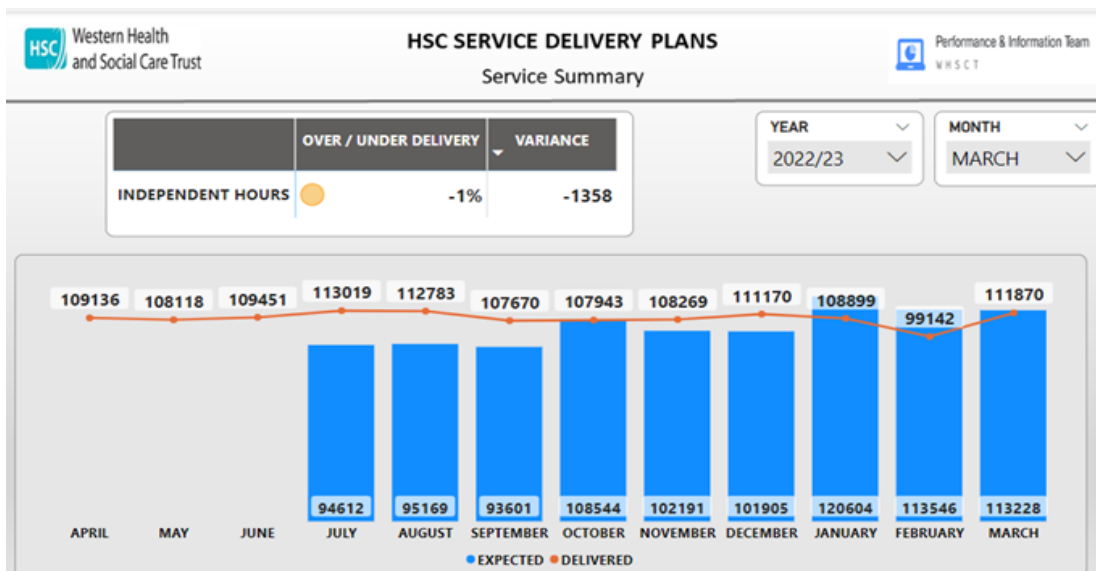 HSC
Western Health
and Social Care Trust
HSC SERVICE DELIVERY PLANS
Service Summary
Performance & Information Team
WHSCT
OVER / UNDER DELIVERY VARIANCE
INDEPENDENT HOURS -1% -1358
YEAR
2022/23
MONTH
MARCH
109136 108118 109451 113019 112783 107670 107943 108269 111170 108899 99142 111870
94612 95169 93601 108544 102191 101905 120604 113546 113228
APRIL MAY JUNE JULY AUGUST SEPTEMBER OCTOBER NOVEMBER DECEMBER JANUARY FEBRUARY MARCH
EXPECTED DELIVERED